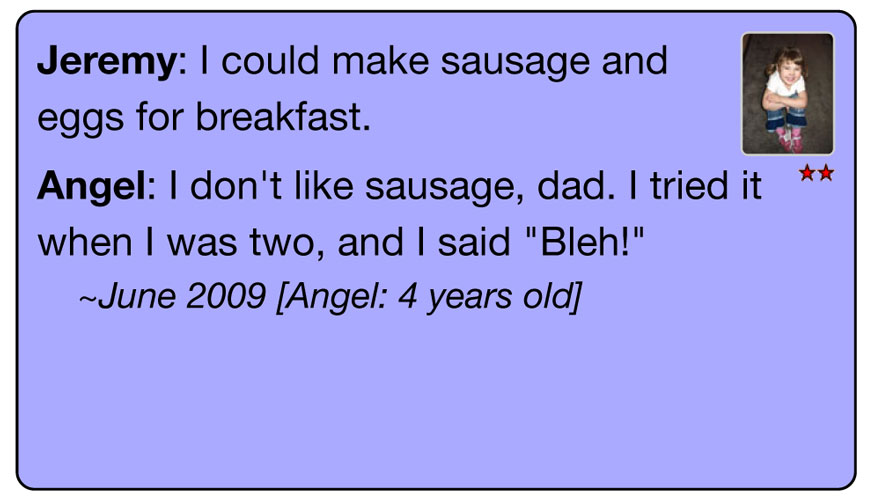 Jeremy: I could make sausage and
eggs for breakfast.
Angel: I don't like sausage, dad. I tried it
when I was two, and I said "Bleh!"
~June 2009 [Angel: 4 years old]